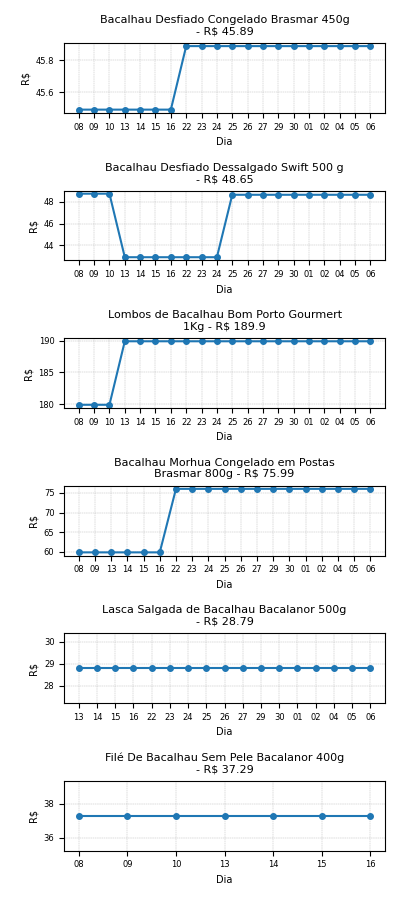 Bacalhau Desfiado Congelado Brasmar 450g
- R$ 45.89
45.8
45.6
R$
08 09 10 13 14 15 16 22 23 24 25 26 27 29 30 01 02 04 05 06
Dia
Bacalhau Desfiado Dessalgado Swift 500 g
- R$ 48.65
48
46
44
R$
08 09 10 13 14 15 16 22 23 24 25 26 27 29 30 01 02 04 05 06
Dia
Lombos de Bacalhau Bom Porto Gourmert
1Kg - R$ 189.9
190
185
180
R$
08 09 10 13 14 15 16 22 23 24 25 26 27 29 30 01 02 04 05 06
Dia
Bacalhau Morhua Congelado em Postas
Brasmar 800g - R$ 75.99
75
70
65
60
R$
08 09 13 14 15 16 22 23 24 25 26 27 29 30 01 02 04 05 06
Dia
Lasca Salgada de Bacalhau Bacalanor 500g
- R$ 28.79
30
29
28
R$
13 14 15 16 22 23 24 25 26 27 29 30 01 02 04 05 06
Dia
Filé De Bacalhau Sem Pele Bacalanor 400g
- R$ 37.29
38
36
R$
08 09 10 13 14 15 16
Dia